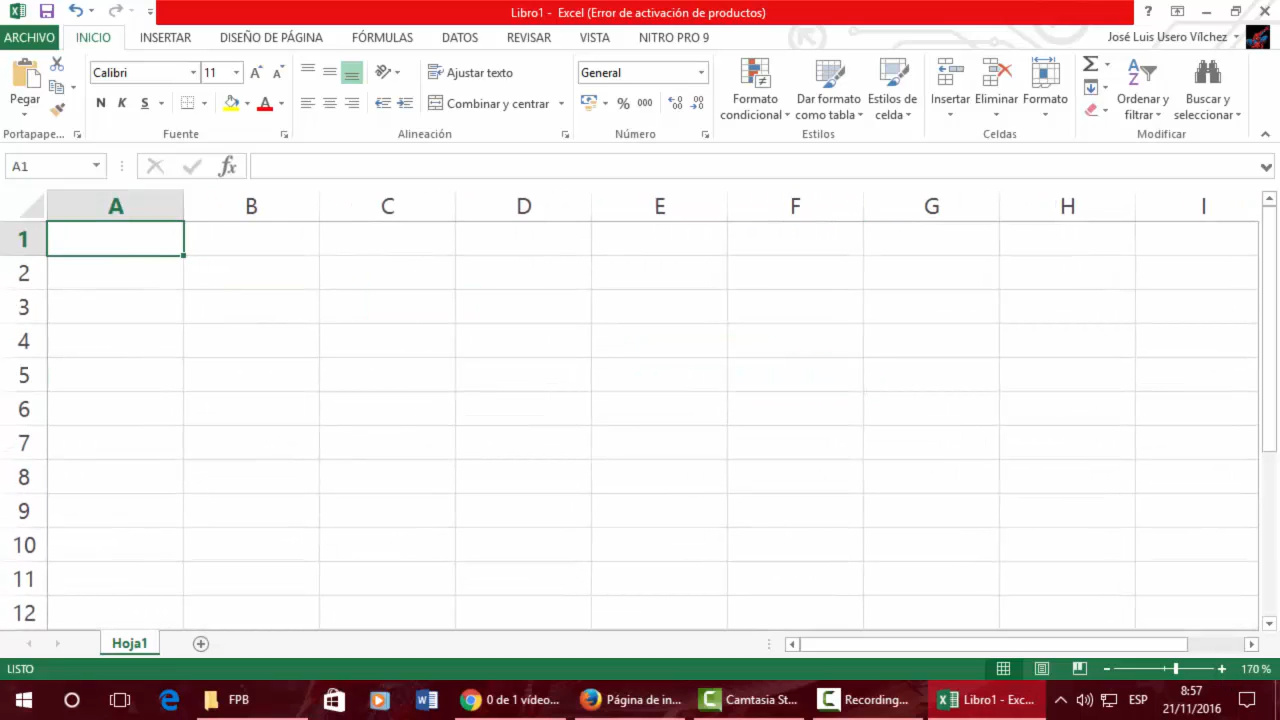 Libro1 - Excel (Error de activación de productos)
ARCHIVO INICIO INSERTAR DISEÑO DE PÁGINA FÓRMULAS DATOS REVISAR VISTA NITRO PRO 9 José Luis Usero Vílchez
Pegar
Portapape...
Calibri 11
N K S
Fuente
Ajustar texto
Combinar y centrar
Alineación
General
% 000
Número
Formato condicional
Dar formato como tabla
Estilos de celda
Estilos
Insertar Eliminar Formato
Celdas
Ordenar y filtrar
Buscar y seleccionar
Modificar
A1 fx
A B C D E F G H I
1
2
3
4
5
6
7
8
9
10
11
12
Hoja1
LISTO 170 %
FPB 0 de 1 vídeo... Página de in... Camtasia St... Recording... Libro1 - Exc... ESP 8:57
21/11/2016